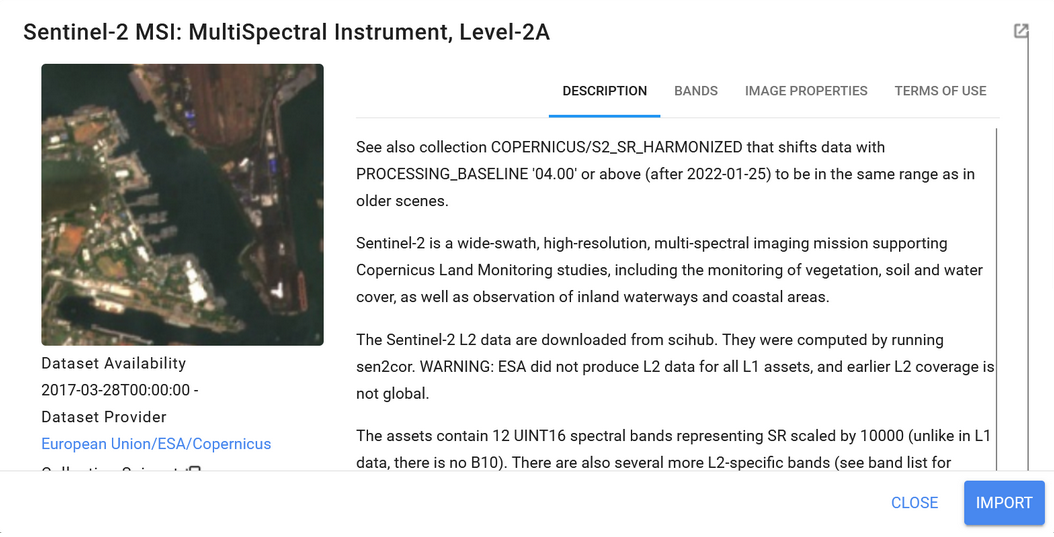 Sentinel-2 MSI: MultiSpectral Instrument, Level-2A
DESCRIPTION BANDS IMAGE PROPERTIES TERMS OF USE
See also collection COPERNICUS/S2_SR_HARMONIZED that shifts data with
PROCESSING_BASELINE '04.00' or above (after 2022-01-25) to be in the same range as in
older scenes.
Sentinel-2 is a wide-swath, high-resolution, multi-spectral imaging mission supporting
Copernicus Land Monitoring studies, including the monitoring of vegetation, soil and water
cover, as well as observation of inland waterways and coastal areas.
The Sentinel-2 L2 data are downloaded from scihub. They were computed by running
sen2cor. WARNING: ESA did not produce L2 data for all L1 assets, and earlier L2 coverage is
not global.
The assets contain 12 UINT16 spectral bands representing SR scaled by 10000 (unlike in L1
data, there is no B10). There are also several more L2-specific bands (see band list for
Dataset Availability
2017-03-28T00:00:00 -
Dataset Provider
European Union/ESA/Copernicus
CLOSE IMPORT